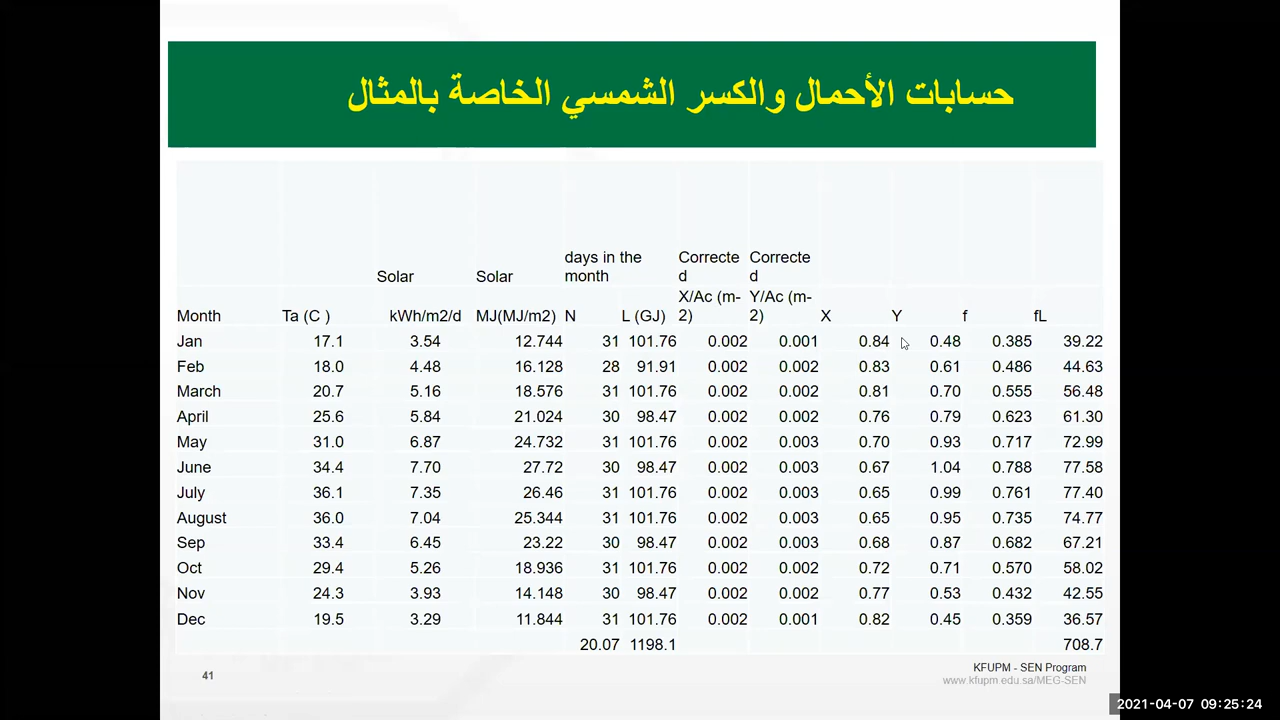 حسابات الأحمال والكسر الشمسي الخاصة بالمثال
days in the month Corrected Corrected
Solar Solar
Month Ta (C ) kWh/m2/d MJ(MJ/m2) N L (GJ) X/Ac (m-2) Y/Ac (m-2) X Y f fL
Jan 17.1 3.54 12.744 31 101.76 0.002 0.001 0.84 0.48 0.385 39.22
Feb 18.0 4.48 16.128 28 91.91 0.002 0.002 0.83 0.61 0.486 44.63
March 20.7 5.16 18.576 31 101.76 0.002 0.002 0.81 0.70 0.555 56.48
April 25.6 5.84 21.024 30 98.47 0.002 0.002 0.76 0.79 0.623 61.30
May 31.0 6.87 24.732 31 101.76 0.002 0.003 0.70 0.93 0.717 72.99
June 34.4 7.70 27.72 30 98.47 0.002 0.003 0.67 1.04 0.788 77.58
July 36.1 7.35 26.46 31 101.76 0.002 0.003 0.65 0.99 0.761 77.40
August 36.0 7.04 25.344 31 101.76 0.002 0.003 0.65 0.95 0.735 74.77
Sep 33.4 6.45 23.22 30 98.47 0.002 0.003 0.68 0.87 0.682 67.21
Oct 29.4 5.26 18.936 31 101.76 0.002 0.002 0.72 0.71 0.570 58.02
Nov 24.3 3.93 14.148 30 98.47 0.002 0.002 0.77 0.53 0.432 42.55
Dec 19.5 3.29 11.844 31 101.76 0.002 0.001 0.82 0.45 0.359 36.57
20.07 1198.1 708.7
41
KFUPM - SEN Program
www.kfupm.edu.sa/MEG-SEN
2021-04-07 09:25:24